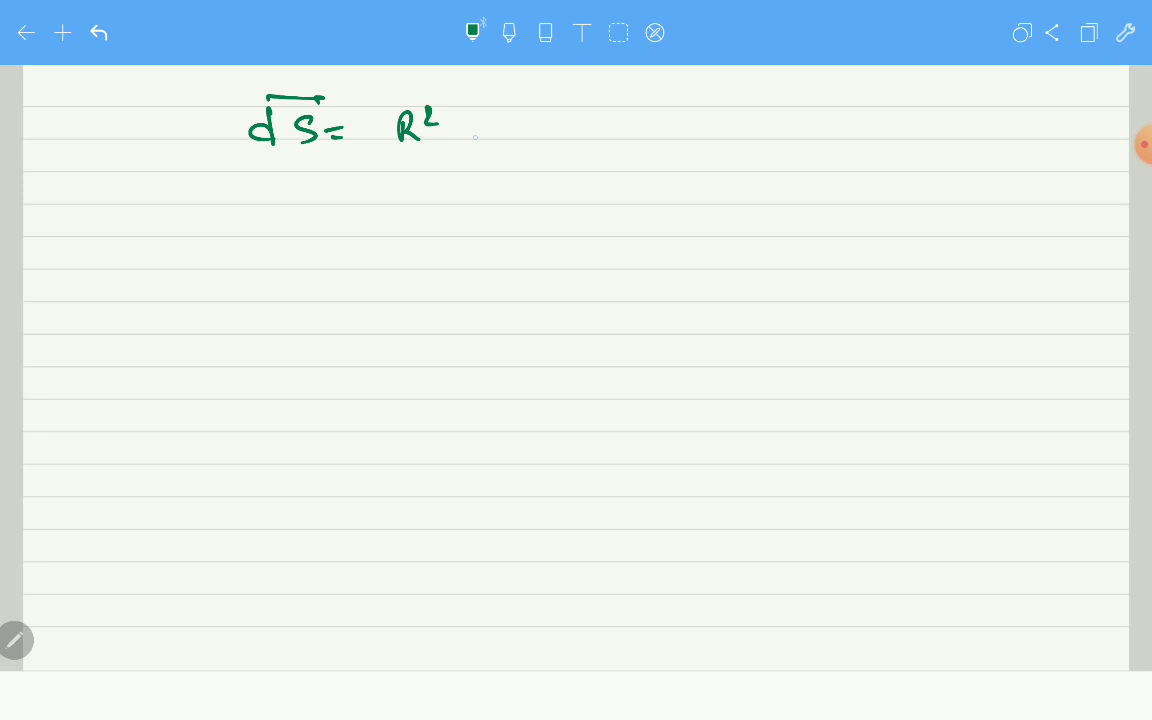 d̅S̅ = R²